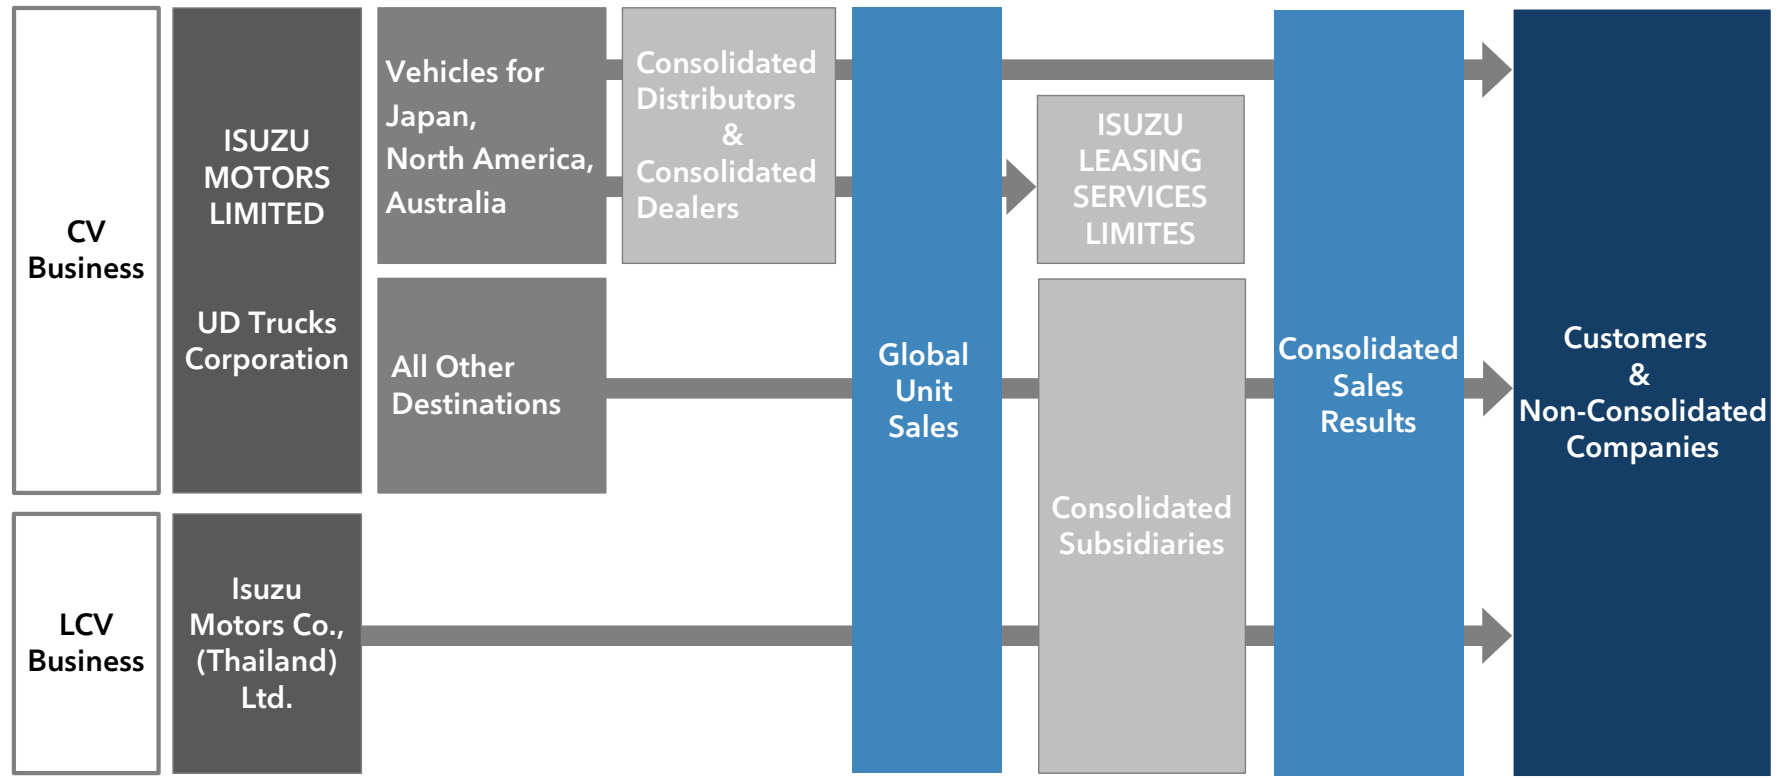 CV
Business
ISUZU
MOTORS
LIMITED
UD Trucks
Corporation
Vehicles for
Japan,
North America,
Australia
All Other
Destinations
Consolidated
Distributors
&
Consolidated
Dealers
Global
Unit
Sales
ISUZU
LEASING
SERVICES
LIMITES
Consolidated
Subsidiaries
Consolidated
Sales
Results
Customers
&
Non-Consolidated
Companies
LCV
Business
Isuzu
Motors Co.,
(Thailand)
Ltd.